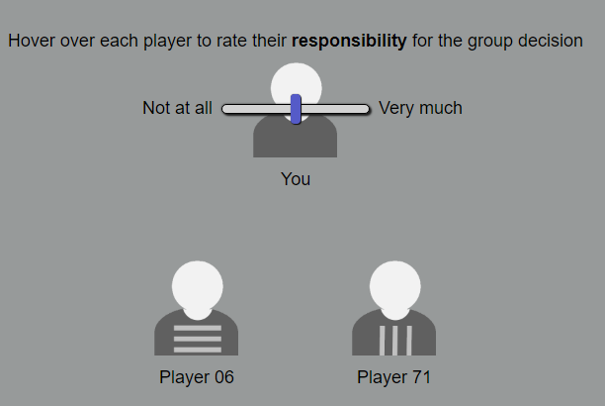 Hover over each player to rate their responsibility for the group decision
Not at all
Very much
You
Player 06
Player 71